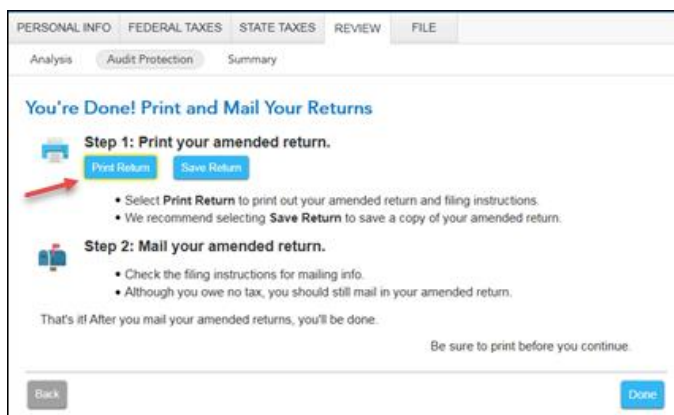 PERSONAL INFO FEDERAL TAXES STATE TAXES REVIEW FILE
Analysis Audit Protection Summary
You're Done! Print and Mail Your Returns
Step 1: Print your amended return.
Print Return Save Return
• Select Print Return to print out your amended return and filing instructions.
• We recommend selecting Save Return to save a copy of your amended return.
Step 2: Mail your amended return.
• Check the filing instructions for mailing info.
• Although you owe no tax, you should still mail in your amended return.
That's it! After you mail your amended returns, you'll be done.
Be sure to print before you continue.
Back Done